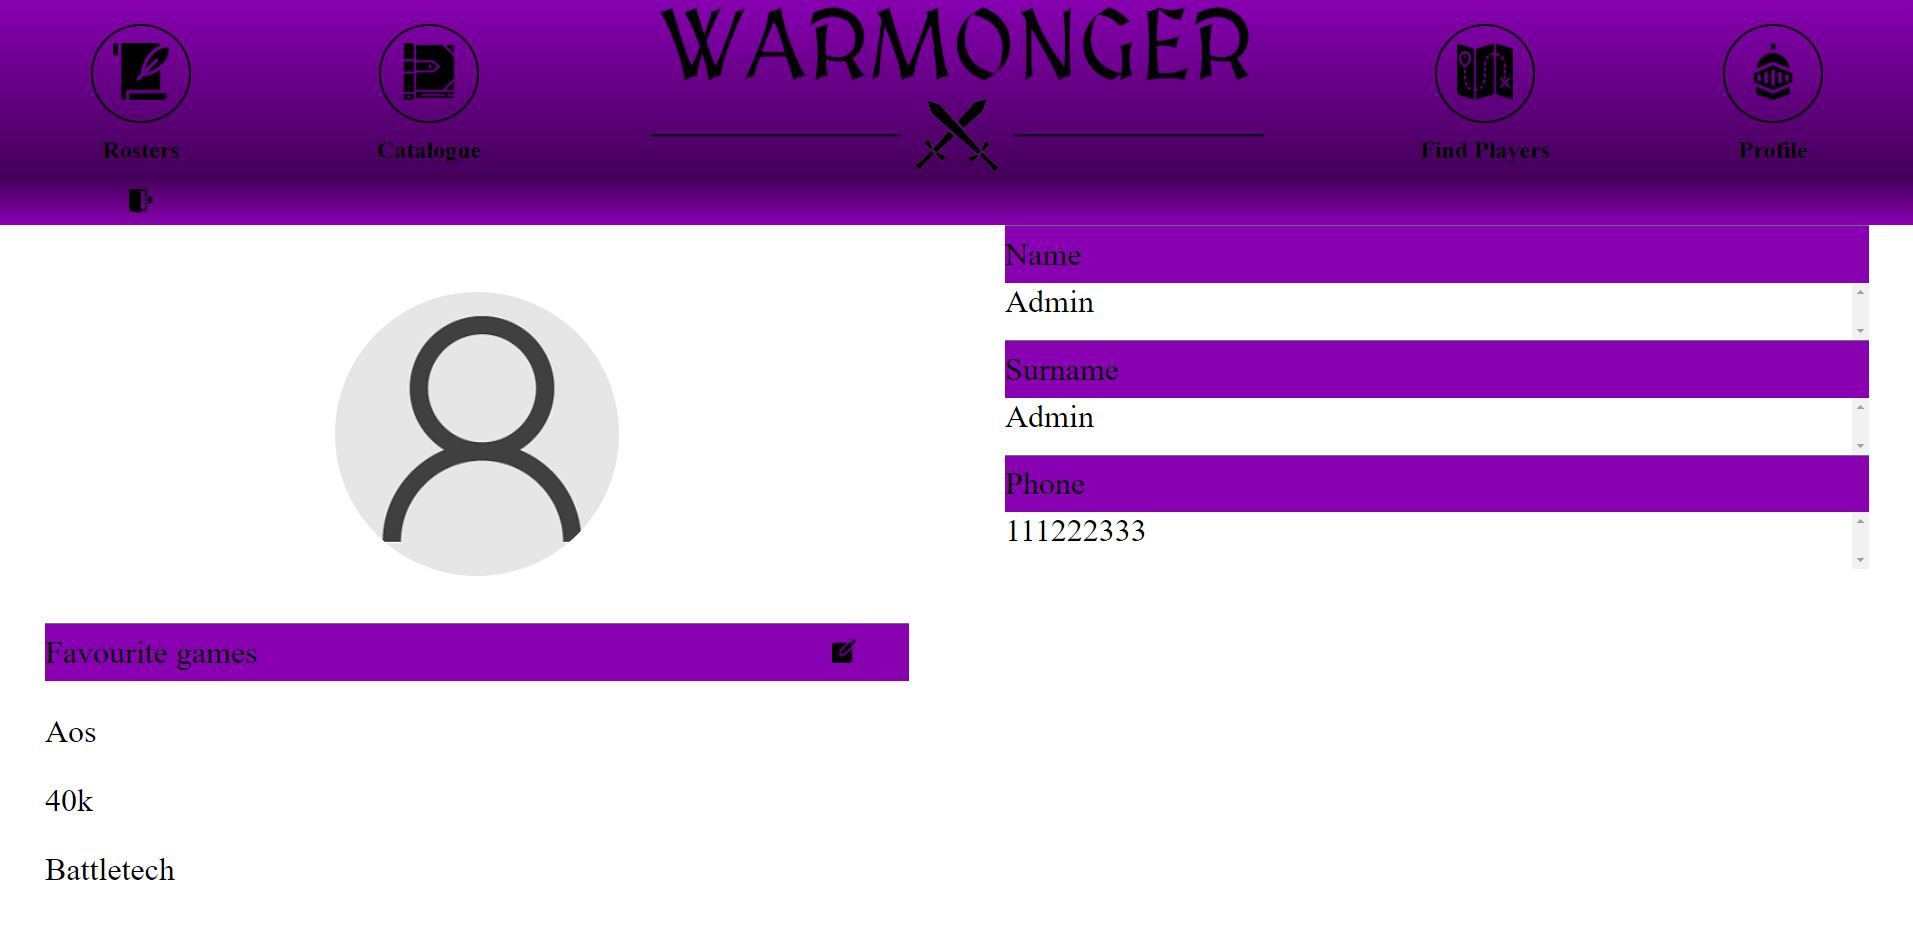 WARMONGER
Rosters
Catalogue
Find Players
Profile
Name
Admin
Surname
Admin
Phone
111222333
Favourite games
Aos
40k
Battletech